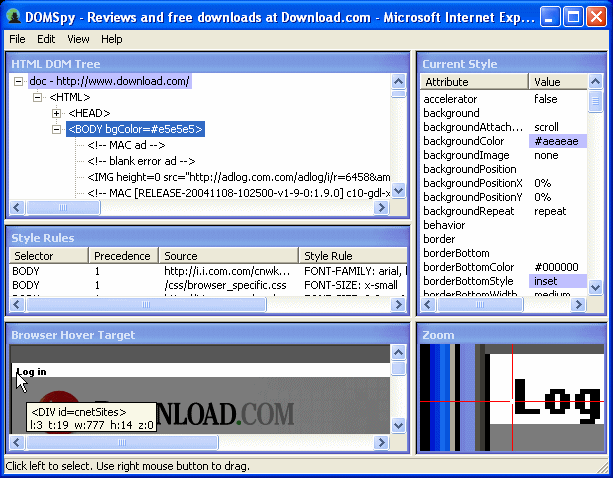 DOMSpy - Reviews and free downloads at Download.com - Microsoft Internet Exp...
File Edit View Help
HTML DOM Tree
doc - http://www.download.com/
<HTML>
<HEAD>
<BODY bgColor=#e5e5e5>
<!-- MAC ad -->
<!-- blank error ad -->
<IMG height=0 src="http://adlog.com.com/adlog/i/r=6458&am
<!-- MAC [RELEASE-20041108-102500-v1-9-0:1.9.0] c10-gdl-x
Current Style
Attribute Value
accelerator false
background
backgroundAttach... scroll
backgroundColor #aeaeae
backgroundImage none
backgroundPosition
backgroundPositionX 0%
backgroundPositionY 0%
backgroundRepeat repeat
behavior
border
borderBottom
borderBottomColor #000000
borderBottomStyle inset
borderBottomWidth medium
Style Rules
Selector Precedence Source Style Rule
BODY 1 http://i.i.com.com/cnwk... FONT-FAMILY: arial,
BODY 1 /css/browser_specific.css FONT-SIZE: x-small
Browser Hover Target
Log in
DOWNLOAD.COM
<DIV id=cnetSites>
l:3 t:19 w:777 h:14 z:0
Zoom
Log
Click left to select. Use right mouse button to drag.